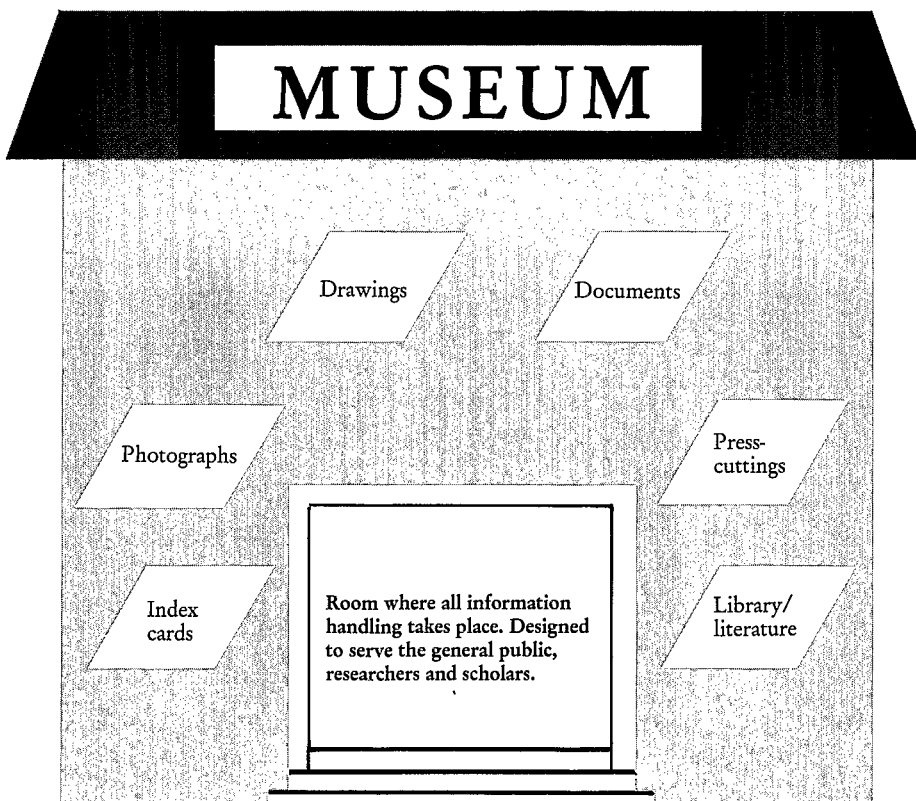 MUSEUM
Drawings
Documents
Photographs
Press-
cuttings
Index
cards
Library/
literature
Room where all information
handling takes place. Designed
to serve the general public,
researchers and scholars.